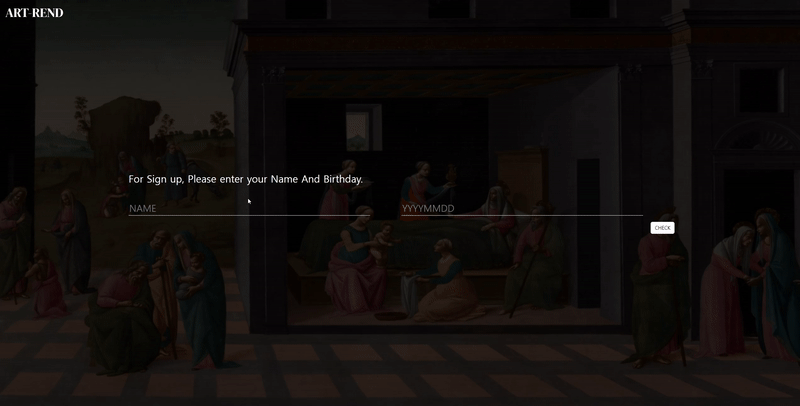 ART-REND
For Sign up, Please enter your Name And Birthday.
NAME
YYYYMMDD
CHECK